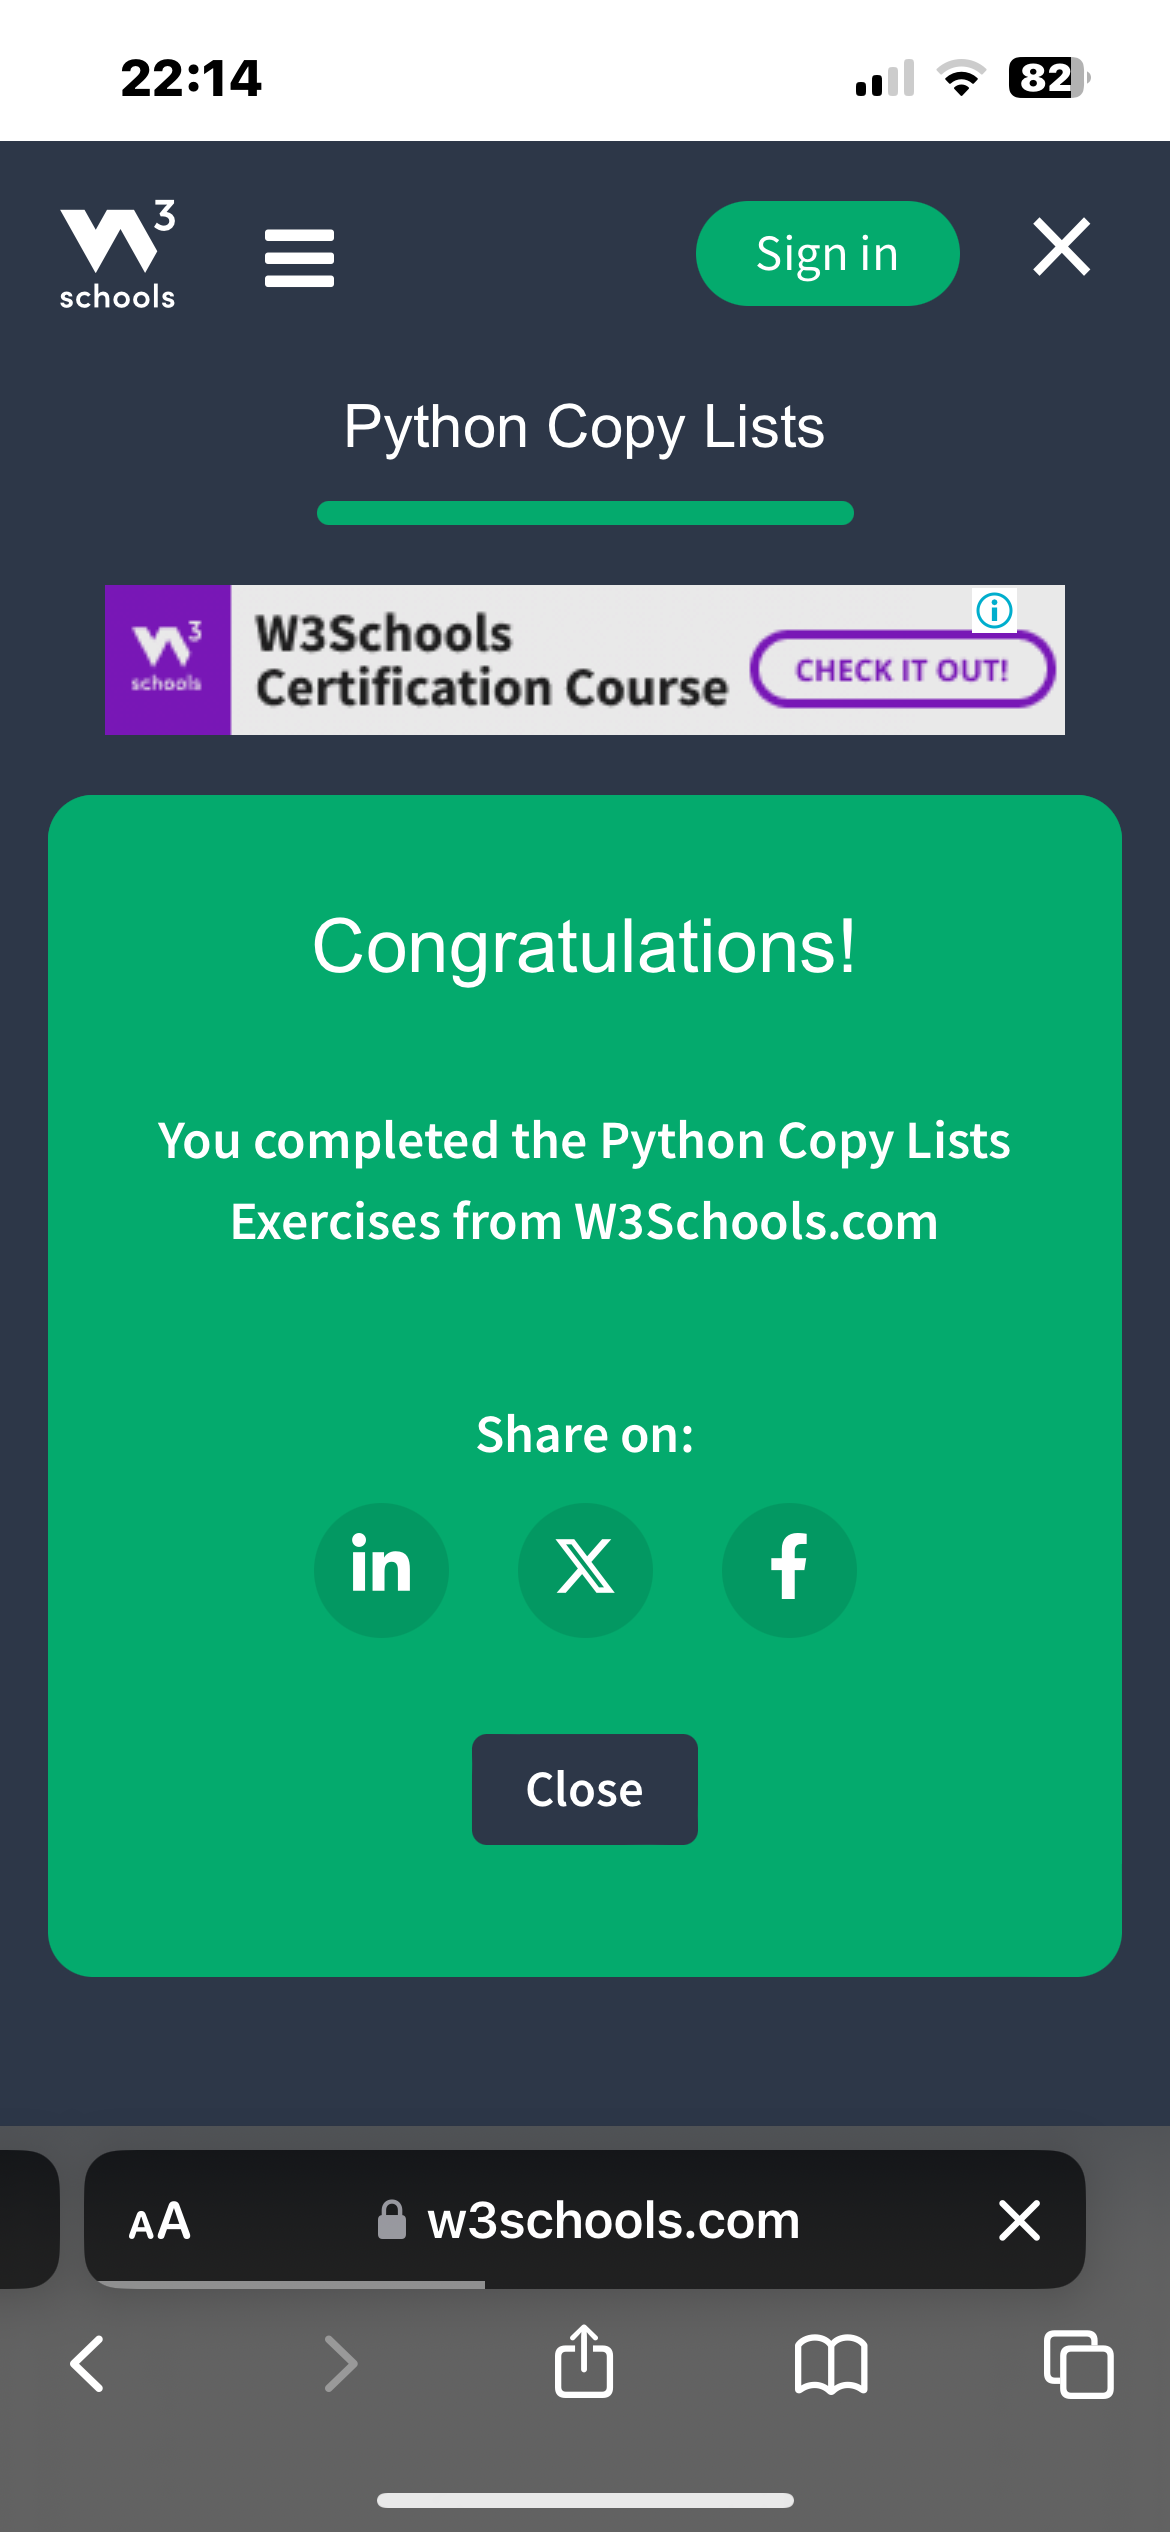 22:14
82
W3
schools
Sign in
Python Copy Lists
W3
schools
W3Schools
Certification Course
CHECK IT OUT!
Congratulations!
You completed the Python Copy Lists
Exercises from W3Schools.com
Share on:
in
X
f
Close
AA
w3schools.com